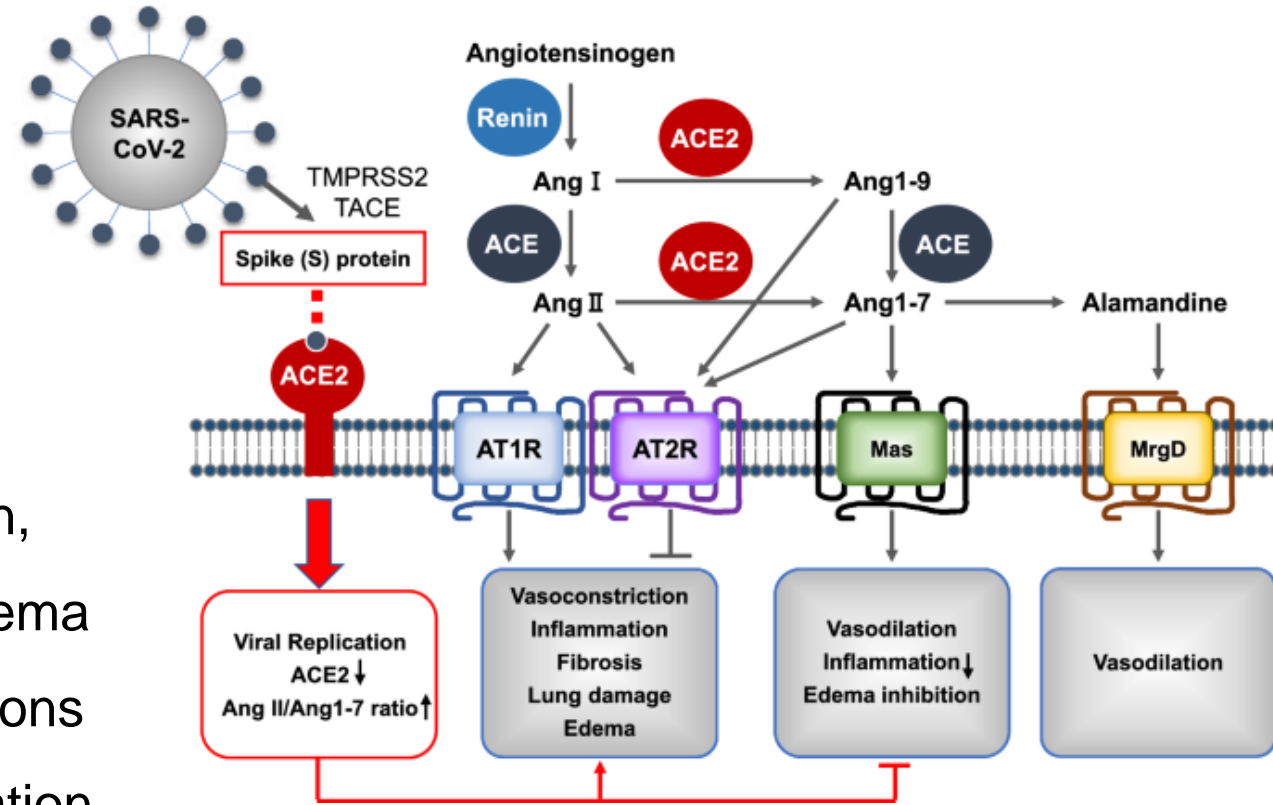 SARS-
CoV-2
TMPRSS2
TACE
Spike (S) protein
ACE2
Angiotensinogen
Renin
ACE2
Ang Ⅰ
Ang1-9
ACE
ACE2
ACE
Ang Ⅱ
Ang1-7
Alamandine
AT1R
AT2R
Mas
MrgD
Viral Replication
ACE2↓
Ang II/Ang1-7 ratio↑
Vasoconstriction
Inflammation
Fibrosis
Lung damage
Edema
Vasodilation
Inflammation↓
Edema inhibition
Vasodilation